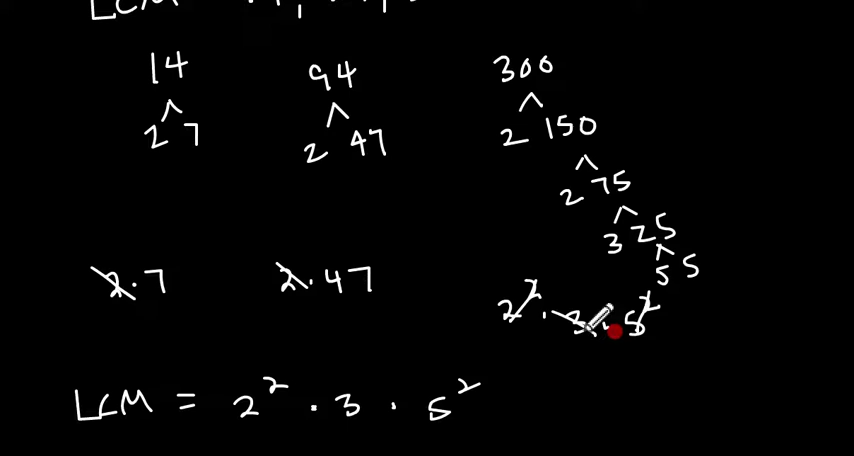 LCM =
14 94 300
2 7 2 47 2 150
2 75
3 25
5 5
2 · 7 2 · 47 2² · 3 · 5²
LCM = 2² · 3 · 5²